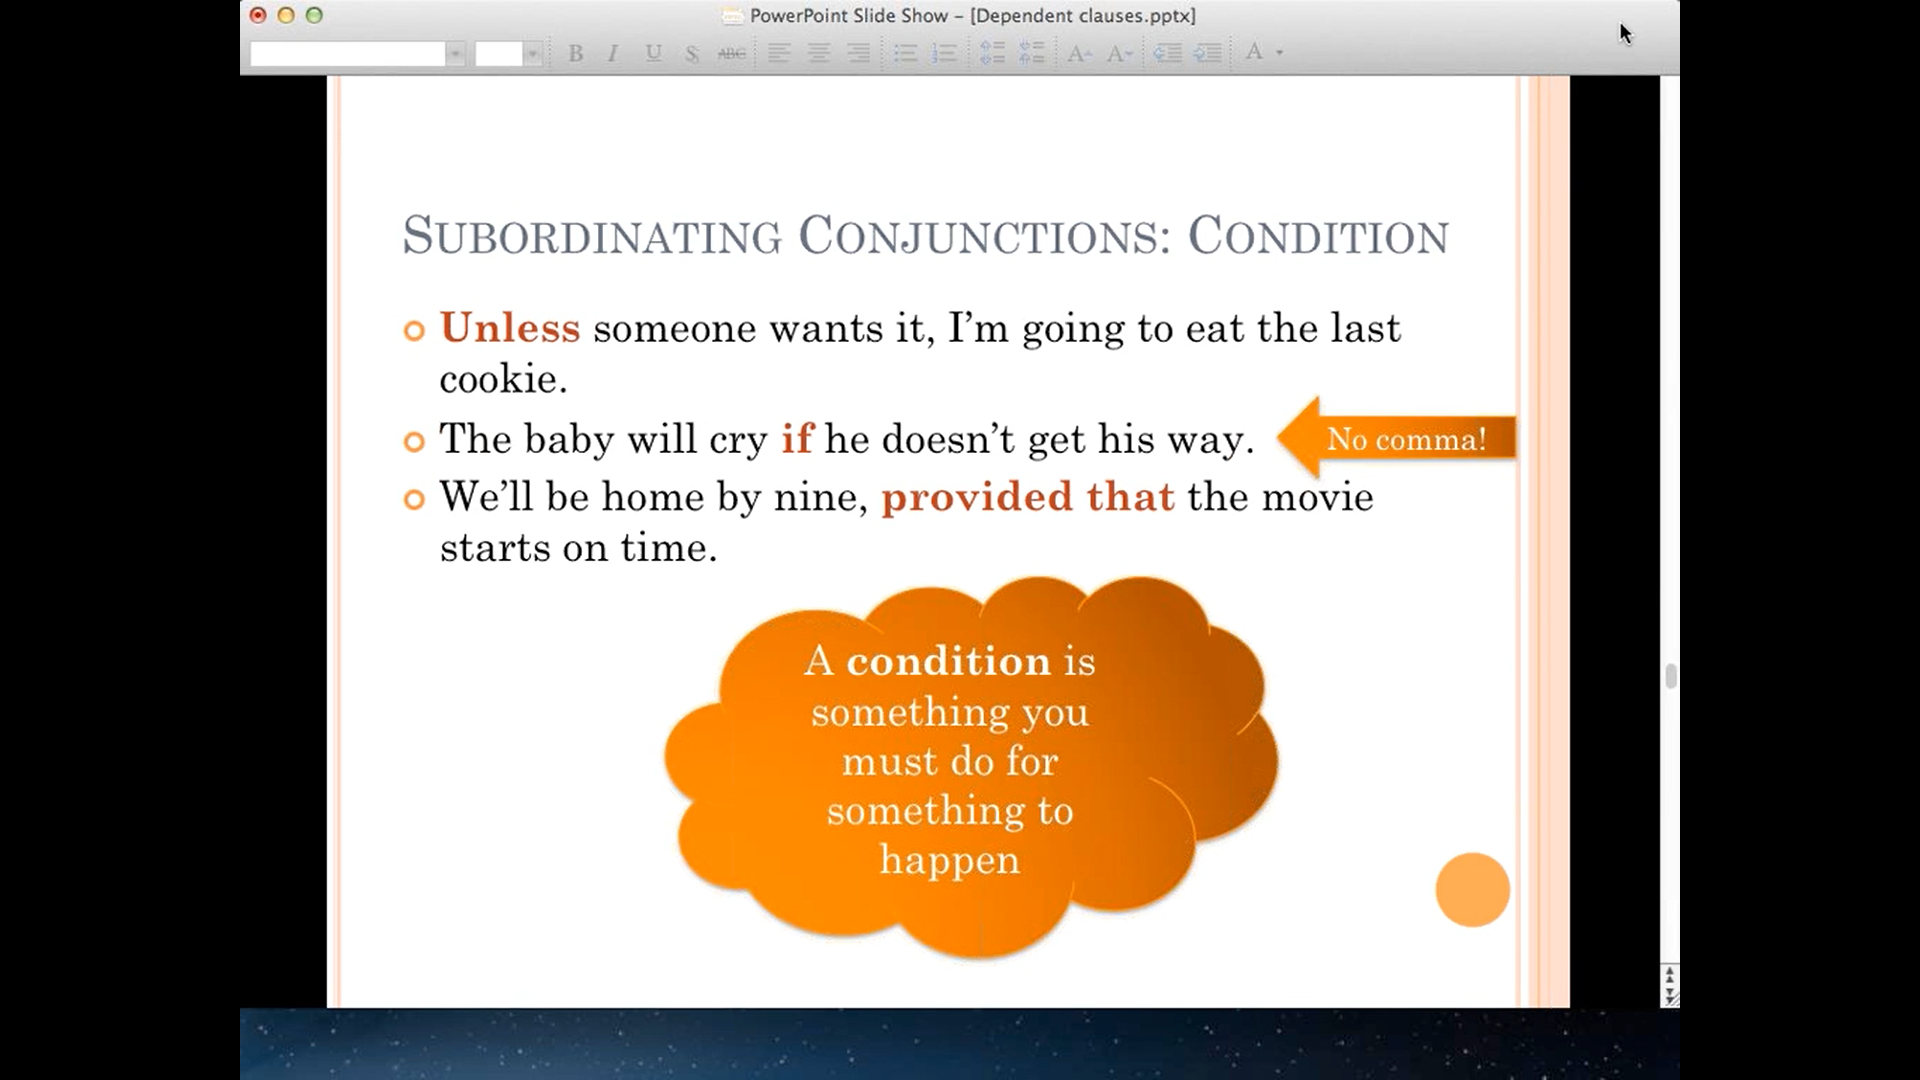 PowerPoint Slide Show – [Dependent clauses.pptx]
B I U S ABC A A A
SUBORDINATING CONJUNCTIONS: CONDITION
Unless someone wants it, I’m going to eat the last
cookie.
The baby will cry if he doesn’t get his way.
No comma!
We’ll be home by nine, provided that the movie
starts on time.
A condition is
something you
must do for
something to
happen